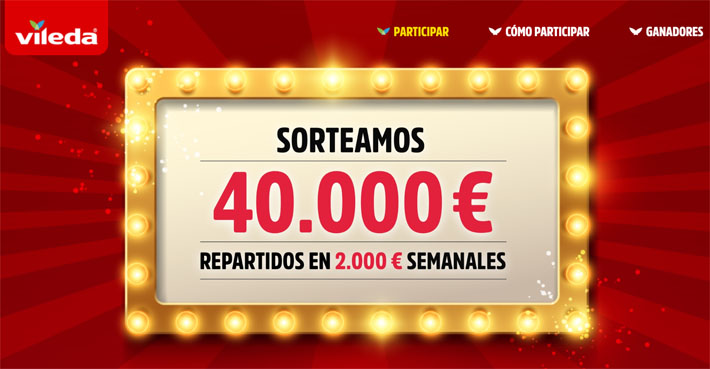 vileda
PARTICIPAR
CÓMO PARTICIPAR
GANADORES
SORTEAMOS
40.000 €
REPARTIDOS EN 2.000 € SEMANALES